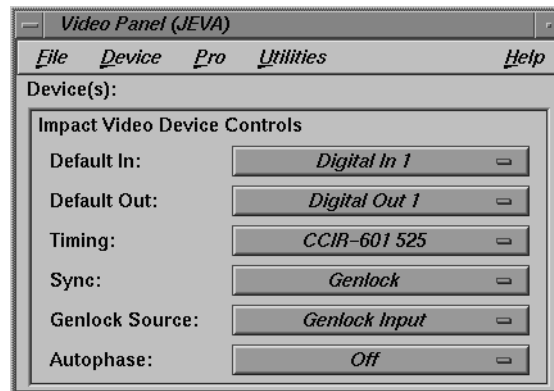 Video Panel (JEVA)
File Device Pro Utilities Help
Device(s):
Impact Video Device Controls
Default In: Digital In 1
Default Out: Digital Out 1
Timing: CCIR-601 525
Sync: Genlock
Genlock Source: Genlock Input
Autophase: Off